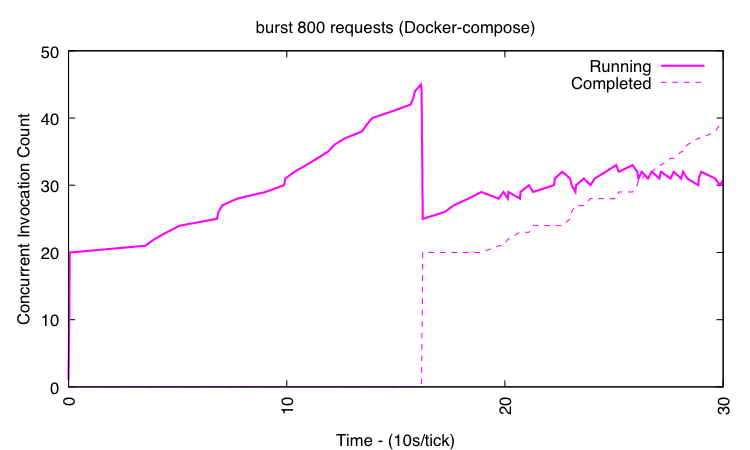 burst 800 requests (Docker-compose)
50
40
30
20
10
0
Concurrent Invocation Count
Running
Completed
0
10
20
30
Time - (10s/tick)